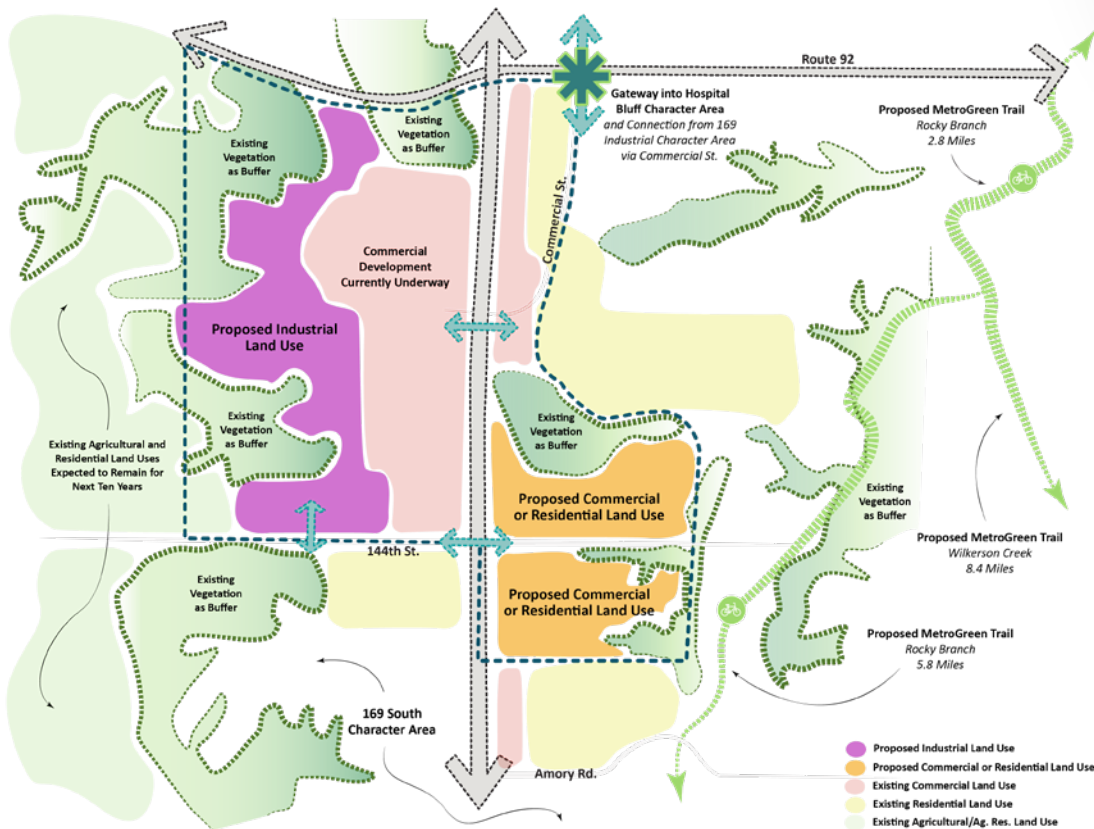 Route 92
Gateway into Hospital
Bluff Character Area
and Connection from 169
Industrial Character Area
via Commercial St.
Proposed MetroGreen Trail
Rocky Branch
2.8 Miles
Existing
Vegetation
as Buffer
Existing
Vegetation
as Buffer
Commercial St.
Commercial
Development
Currently Underway
Proposed Industrial
Land Use
Existing
Vegetation
as Buffer
Existing
Vegetation
as Buffer
Existing Agricultural and
Residential Land Uses
Expected to Remain for
Next Ten Years
Proposed Commercial
or Residential Land Use
Existing
Vegetation
as Buffer
144th St.
Proposed MetroGreen Trail
Wilkerson Creek
8.4 Miles
Existing
Vegetation
as Buffer
Proposed Commercial
or Residential Land Use
Proposed MetroGreen Trail
Rocky Branch
5.8 Miles
169 South
Character Area
Amory Rd.
Proposed Industrial Land Use
Proposed Commercial or Residential Land Use
Existing Commercial Land Use
Existing Residential Land Use
Existing Agricultural/Ag. Res. Land Use